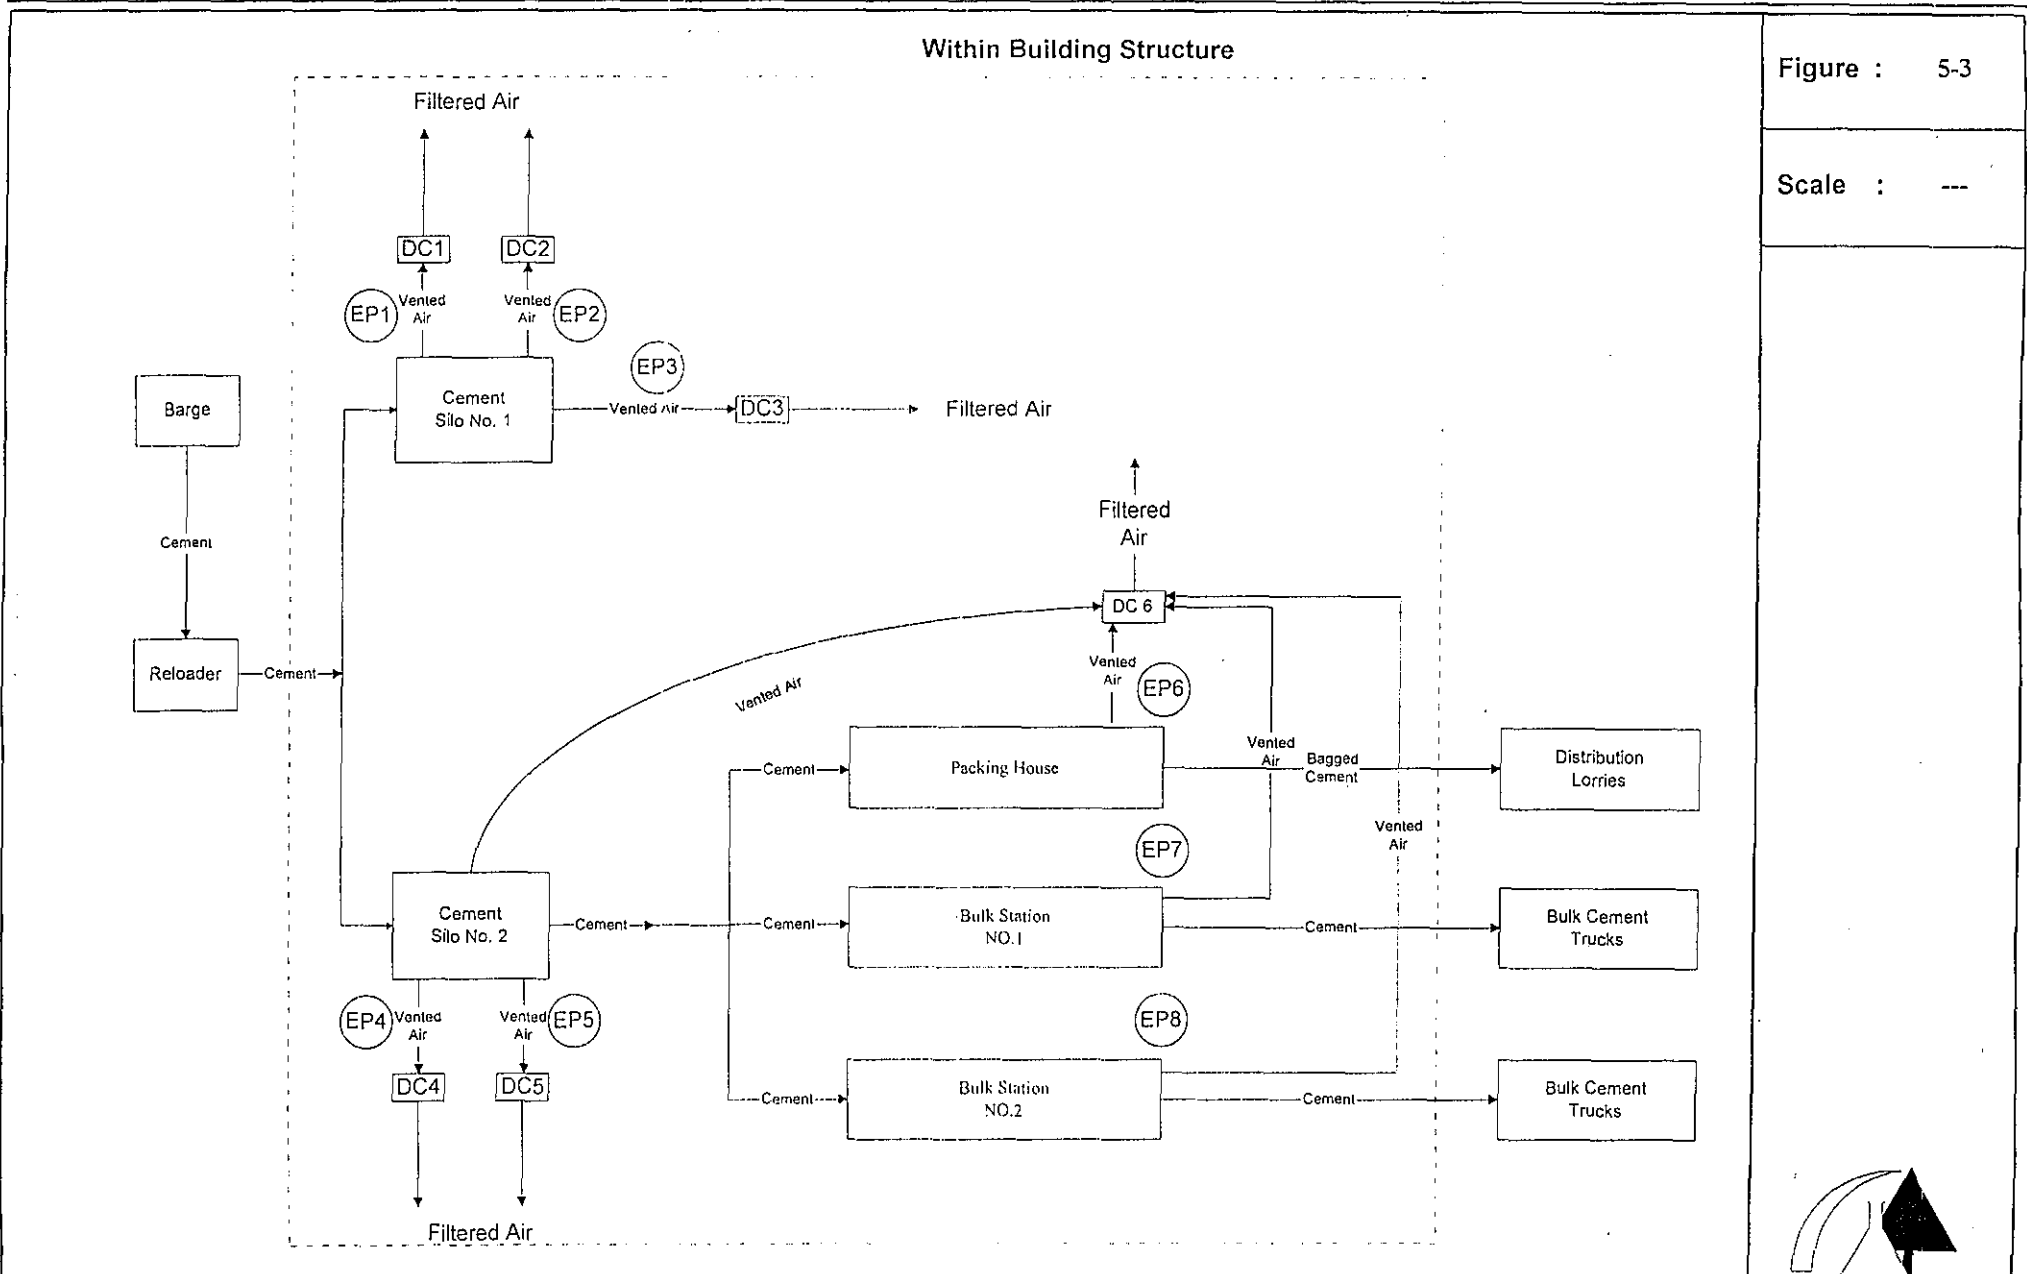 Within Building Structure
Figure : 5-3
Scale : ---
Filtered Air
DC1
DC2
EP1
Vented
Air
Vented
Air
EP2
EP3
Barge
Cement
Silo No. 1
Vented Air
DC3
Filtered Air
Filtered
Air
Cement
DC 6
Reloader
Cement
Vented Air
Vented
Air
EP6
Cement
Packing House
Vented
Air
Bagged
Cement
Distribution
Lorries
EP7
Vented
Air
Cement
Silo No. 2
Cement
Cement
Bulk Station
NO.1
Cement
Bulk Cement
Trucks
EP4
Vented
Air
Vented
Air
EP5
EP8
DC4
DC5
Cement
Bulk Station
NO.2
Cement
Bulk Cement
Trucks
Filtered Air